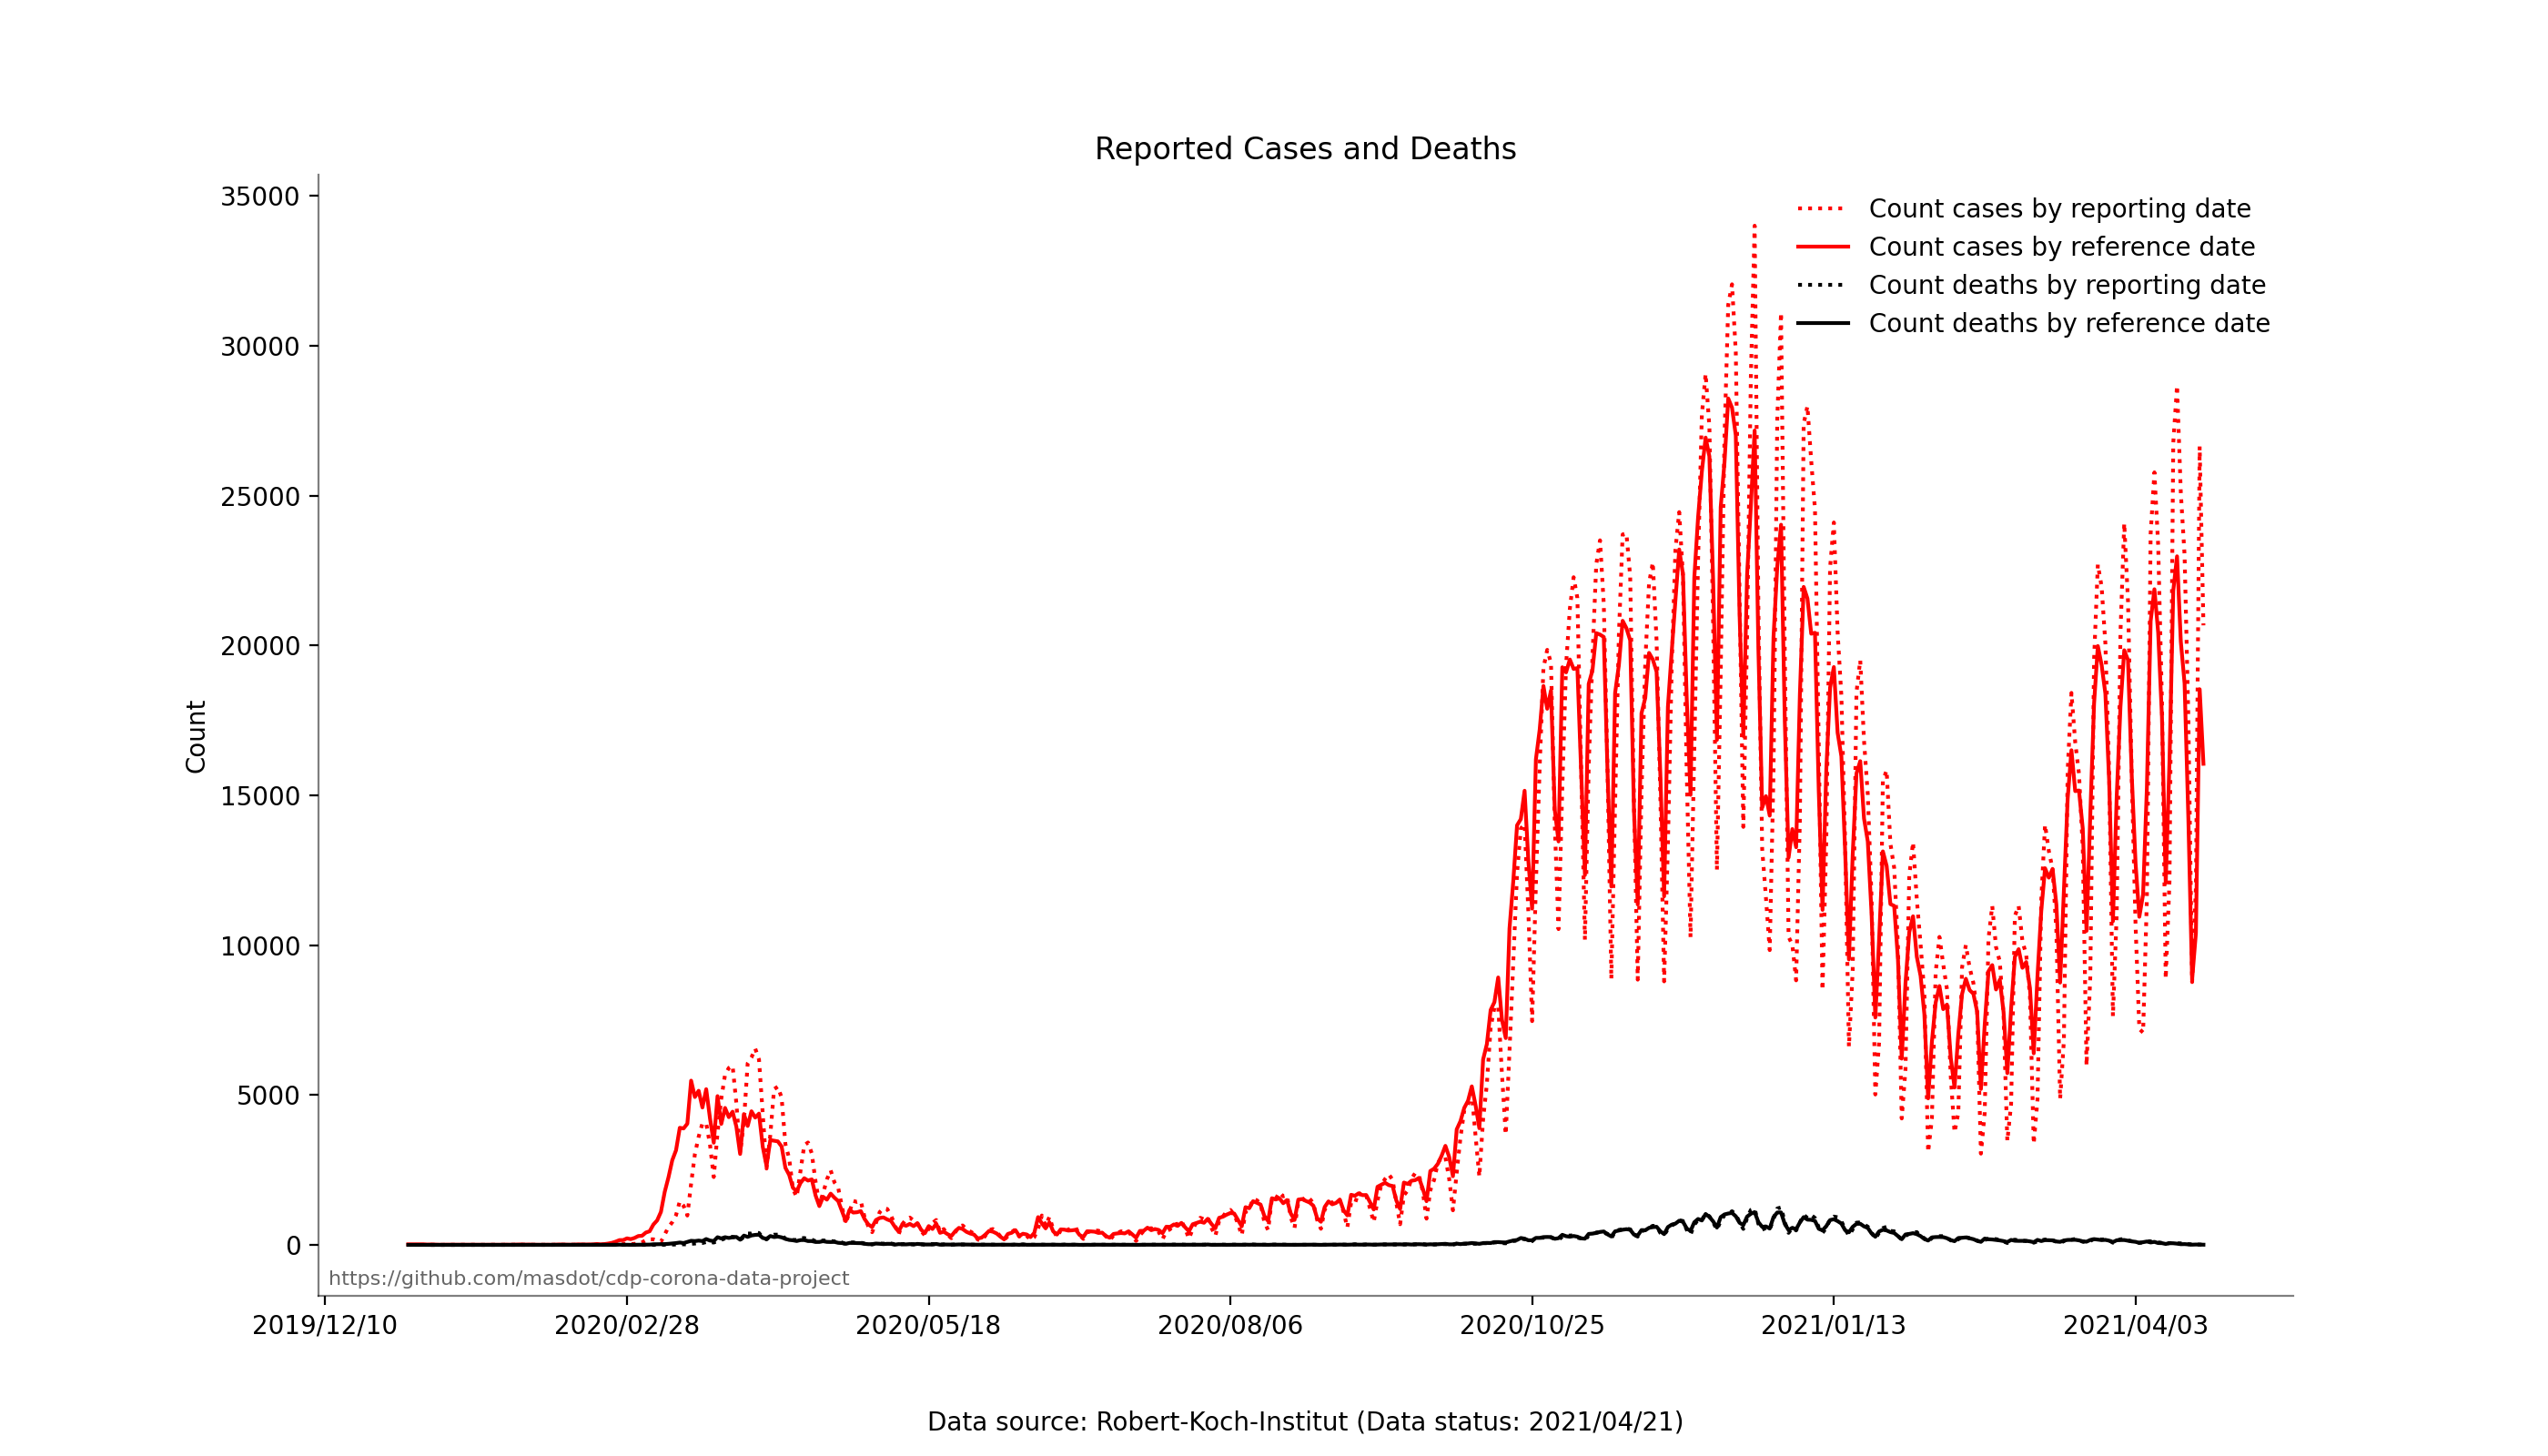 Reported Cases and Deaths
35000
30000
25000
20000
15000
10000
5000
0
Count
Count cases by reporting date
Count cases by reference date
Count deaths by reporting date
Count deaths by reference date
https://github.com/masdot/cdp-corona-data-project
2019/12/10 2020/02/28 2020/05/18 2020/08/06 2020/10/25 2021/01/13 2021/04/03
Data source: Robert-Koch-Institut (Data status: 2021/04/21)